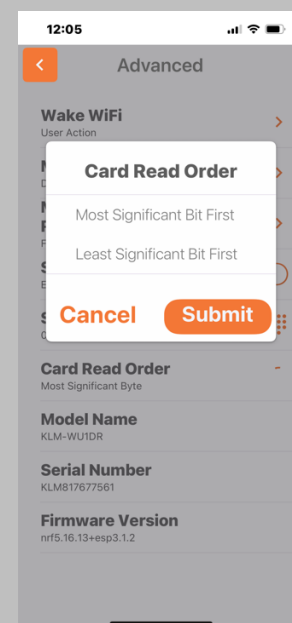 12:05
Advanced
Wake WiFi
User Action
Card Read Order
Most Significant Bit First
Least Significant Bit First
Cancel
Submit
Card Read Order
Most Significant Byte
Model Name
KLM-WU1DR
Serial Number
KLM817677561
Firmware Version
nrf5.16.13+esp3.1.2